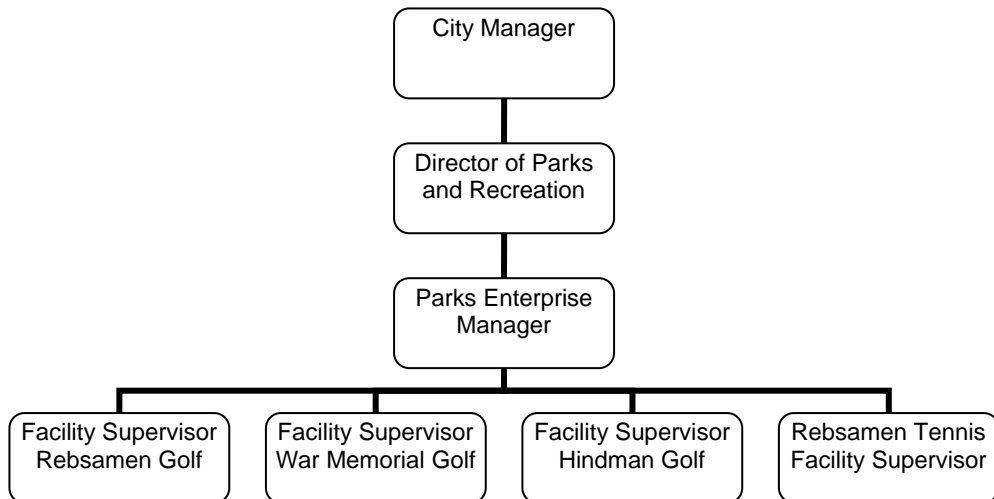 City Manager
Director of Parks
and Recreation
Parks Enterprise
Manager
Facility Supervisor
Rebsamen Golf
Facility Supervisor
War Memorial Golf
Facility Supervisor
Hindman Golf
Rebsamen Tennis
Facility Supervisor